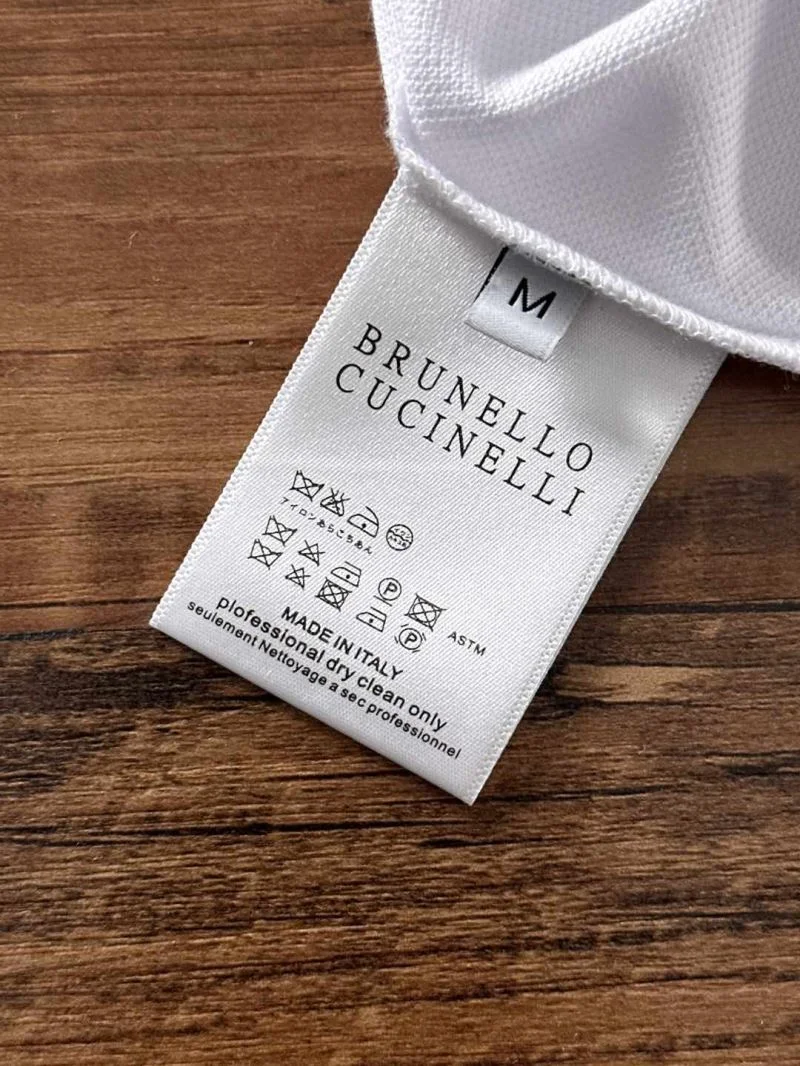 M
BRUNELLO
CUCINELLI
アイロンあらこちあん
P
P ASTM
MADE IN ITALY
plofessional dry clean only
seulement Nettoyage a sec professionnel